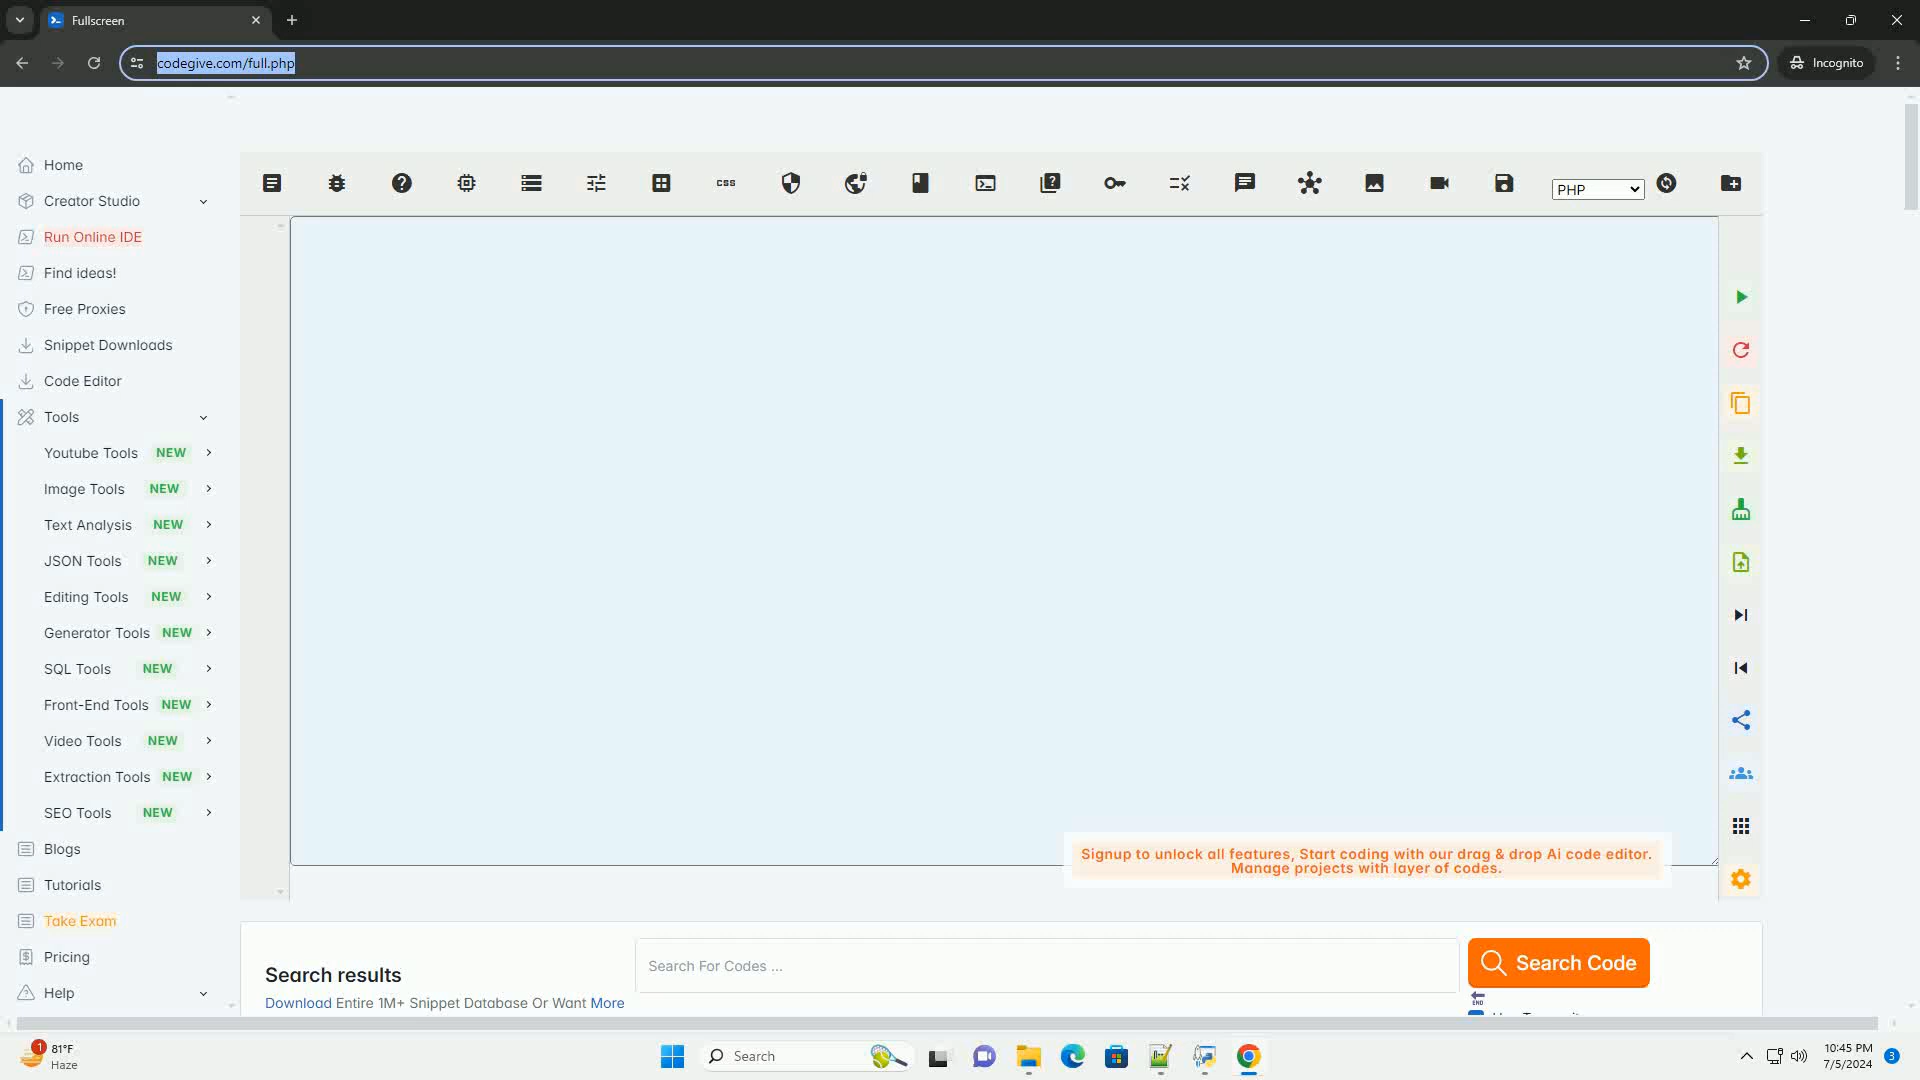 Fullscreen
codegive.com/full.php
Incognito
Home
Creator Studio
Run Online IDE
Find ideas!
Free Proxies
Snippet Downloads
Code Editor
Tools
Youtube Tools NEW
Image Tools NEW
Text Analysis NEW
JSON Tools NEW
Editing Tools NEW
Generator Tools NEW
SQL Tools NEW
Front-End Tools NEW
Video Tools NEW
Extraction Tools NEW
SEO Tools NEW
Blogs
Tutorials
Take Exam
Pricing
Help
css
PHP
Signup to unlock all features, Start coding with our drag & drop Ai code editor.
Manage projects with layer of codes.
Search results
Download Entire 1M+ Snippet Database Or Want More
Search For Codes ...
Search Code
END
1
81°F
Haze
Search
10:45 PM
7/5/2024
3